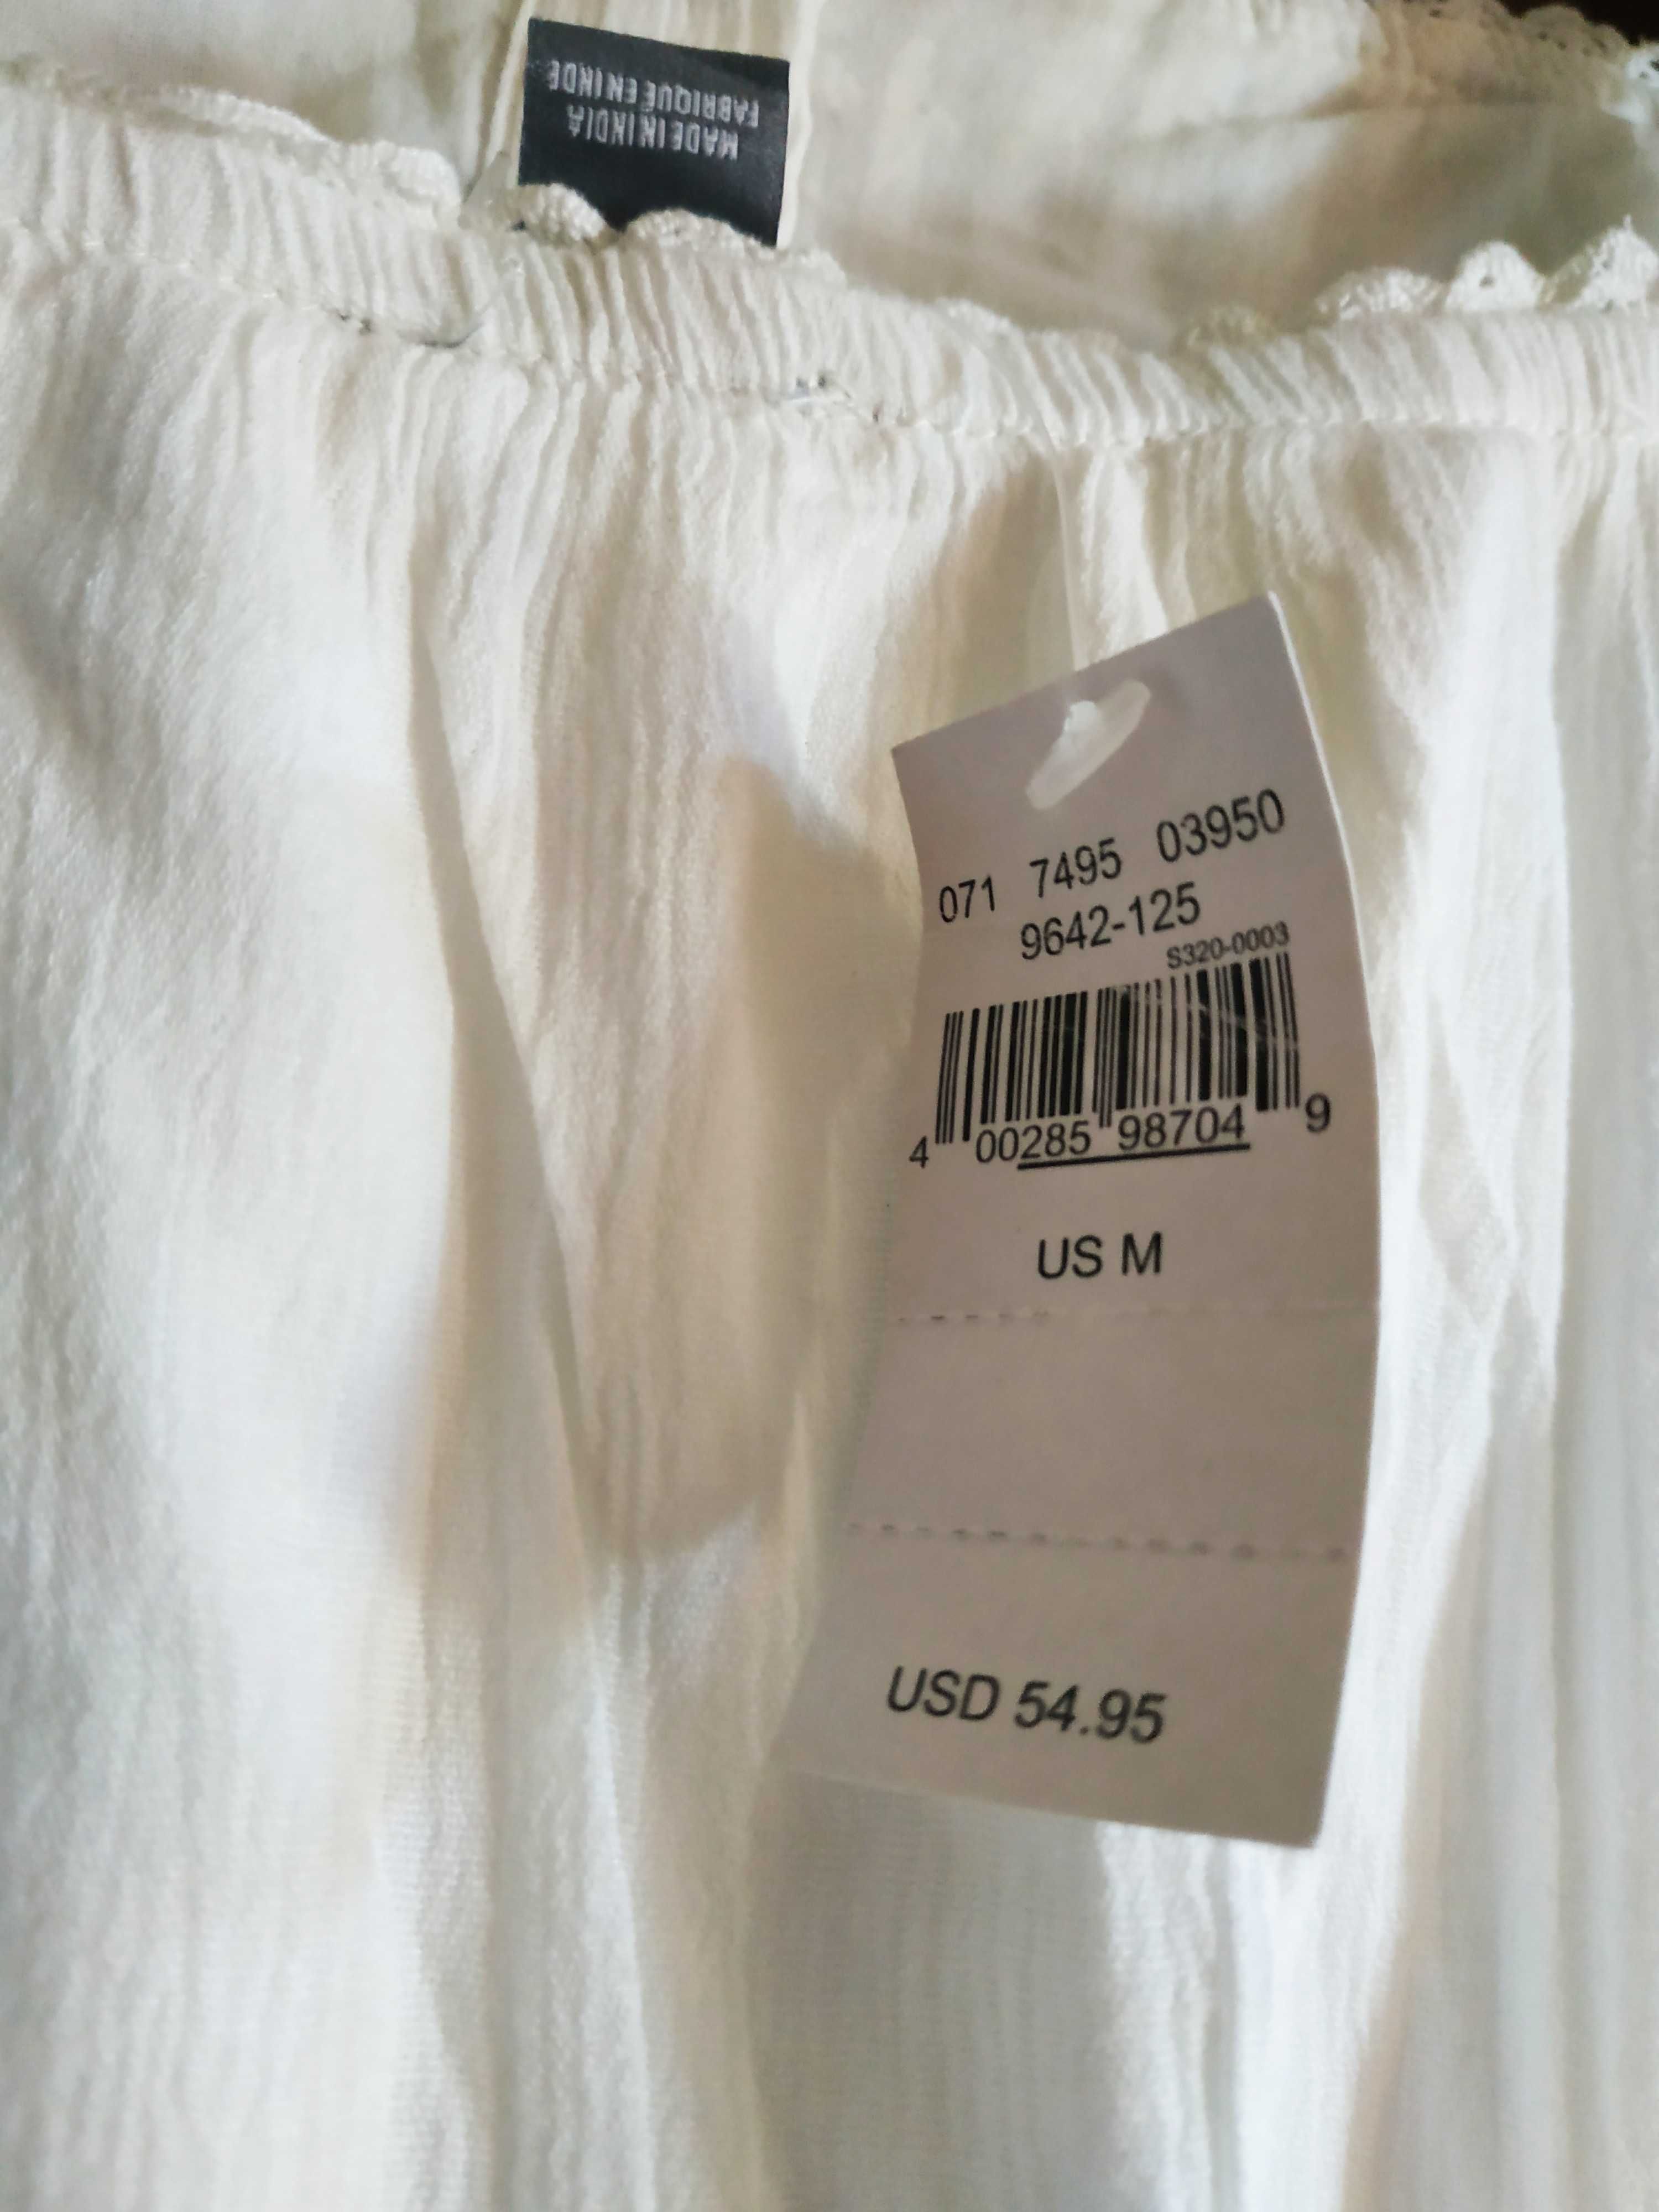 MADE IN INDIA
FABRIQUÉ EN INDE
071 7495 03950
9642-125
S320-0003
4 00285 98704 9
US M
USD 54.95